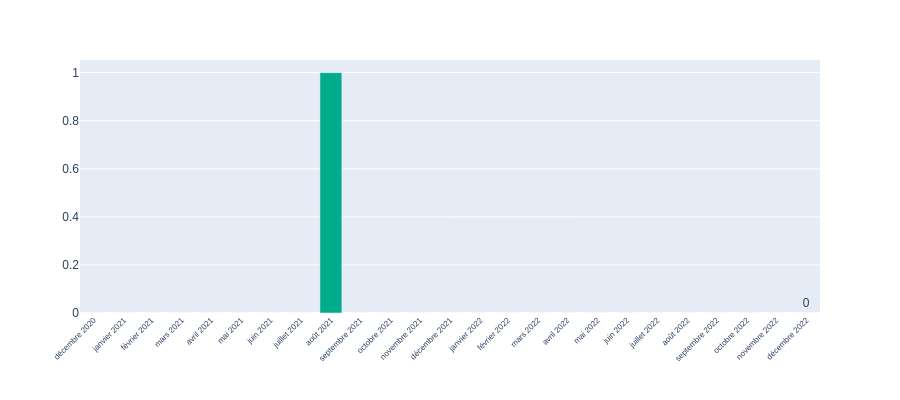 1
0.8
0.6
0.4
0.2
0
0
décembre 2020
janvier 2021
février 2021
mars 2021
avril 2021
mai 2021
juin 2021
juillet 2021
août 2021
septembre 2021
octobre 2021
novembre 2021
décembre 2021
janvier 2022
février 2022
mars 2022
avril 2022
mai 2022
juin 2022
juillet 2022
août 2022
septembre 2022
octobre 2022
novembre 2022
décembre 2022